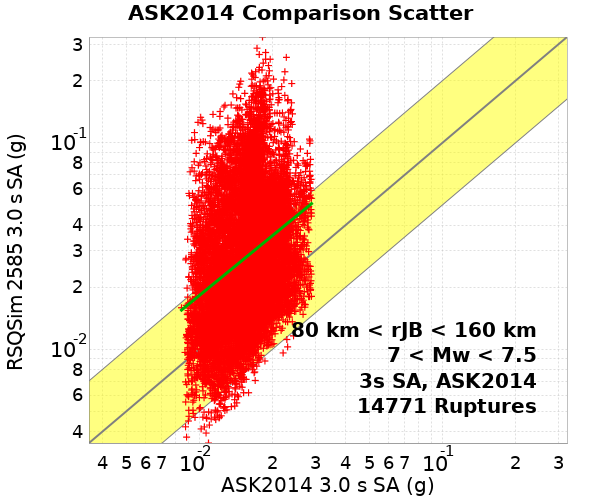 ASK2014 Comparison Scatter
RSQSim 2585 3.0 s SA (g)
3
2
10⁻¹
8
6
4
3
2
10⁻²
8
6
4
80 km < rJB < 160 km
7 < Mw < 7.5
3s SA, ASK2014
14771 Ruptures
4 5 6 7 10⁻² 2 3 4 5 6 7 10⁻¹ 2 3
ASK2014 3.0 s SA (g)